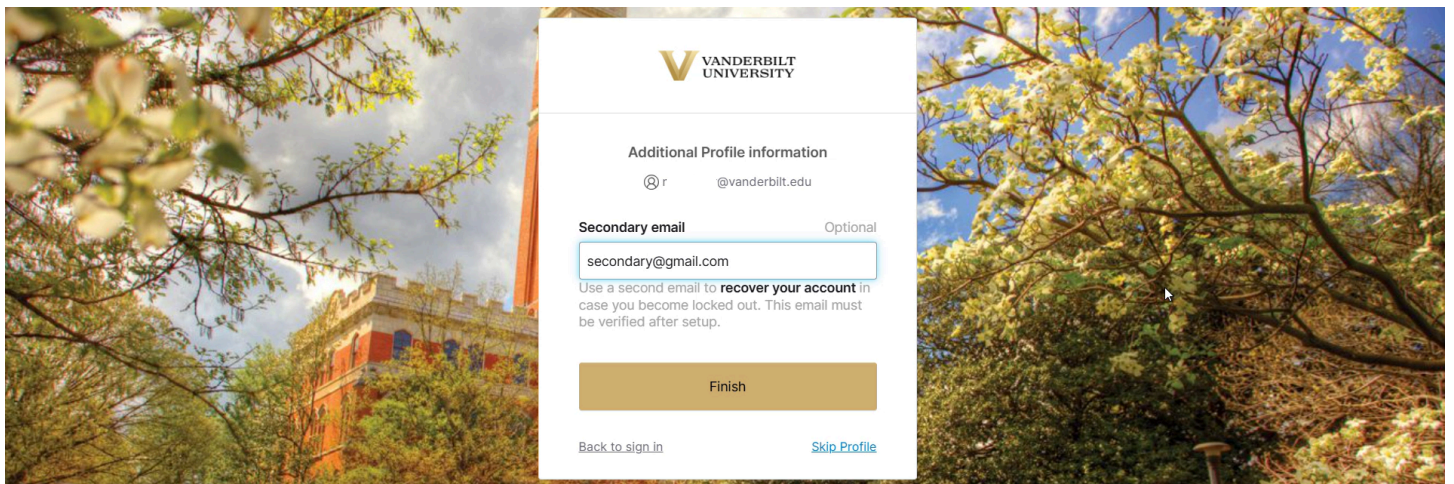 VANDERBILT
UNIVERSITY
Additional Profile information
r @vanderbilt.edu
Secondary email Optional
secondary@gmail.com
Use a second email to recover your account in
case you become locked out. This email must
be verified after setup.
Finish
Back to sign in Skip Profile